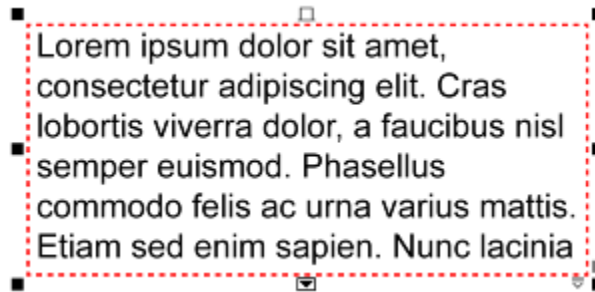 Lorem ipsum dolor sit amet,
consectetur adipiscing elit. Cras
lobortis viverra dolor, a faucibus nisl
semper euismod. Phasellus
commodo felis ac urna varius mattis.
Etiam sed enim sapien. Nunc lacinia